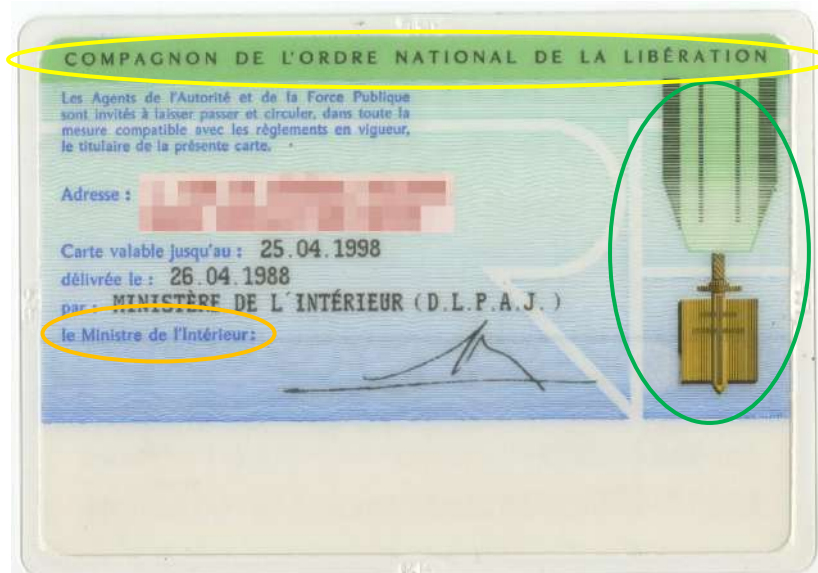 COMPAGNON DE L'ORDRE NATIONAL DE LA LIBÉRATION
Les Agents de l'Autorité et de la Force Publique
sont invités à laisser passer et circuler, dans toute la
mesure compatible avec les règlements en vigueur,
le titulaire de la présente carte.
Adresse :
Carte valable jusqu'au : 25.04.1998
délivrée le : 26.04.1988
par : MINISTÈRE DE L'INTÉRIEUR (D.L.P.A.J.)
le Ministre de l'Intérieur: